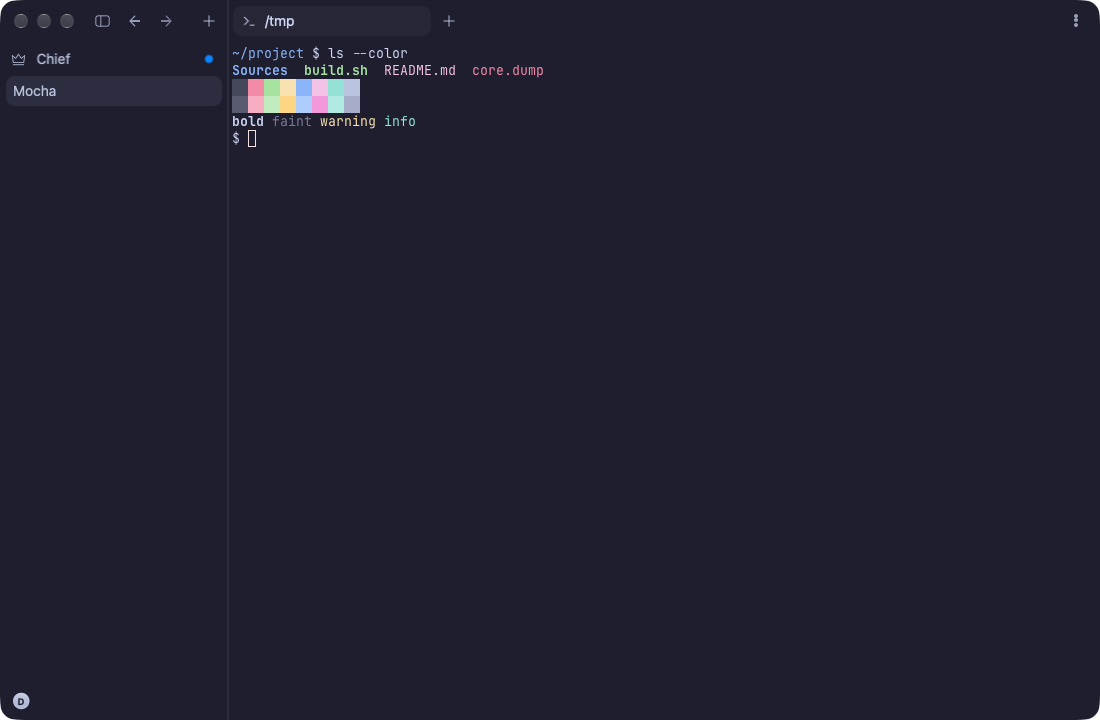 /tmp
Chief
Mocha
~/project $ ls --color
Sources  build.sh  README.md  core.dump
bold faint warning info
$
D